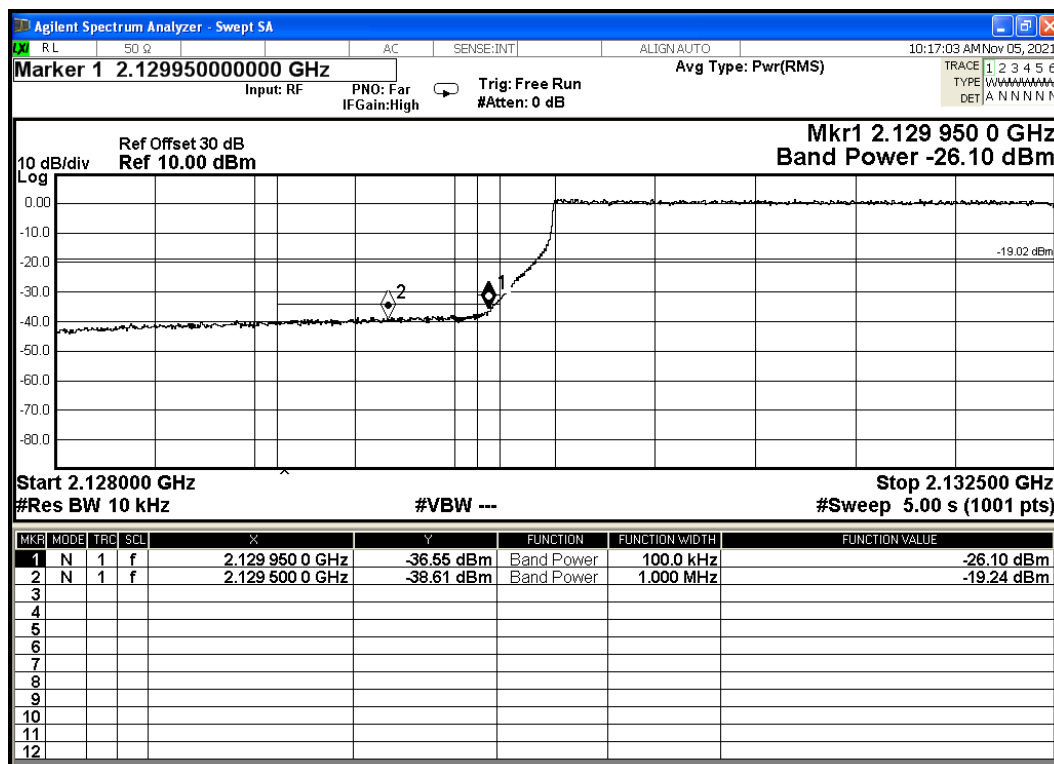 Agilent Spectrum Analyzer - Swept SA
LXI RL 50 Ω AC SENSE:INT ALIGN AUTO 10:17:03 AM Nov 05, 2021
Marker 1 2.129950000000 GHz Avg Type: Pwr(RMS) TRACE 1 2 3 4 5 6
Input: RF PNO: Far Trig: Free Run TYPE
IFGain:High #Atten: 0 dB DET A N N N N N
Ref Offset 30 dB Mkr1 2.129 950 0 GHz
10 dB/div Ref 10.00 dBm Band Power -26.10 dBm
Log
0.00
-10.0
-19.02 dBm
-20.0
-30.0 2 1
-40.0
-50.0
-60.0
-70.0
-80.0
Start 2.128000 GHz Stop 2.132500 GHz
#Res BW 10 kHz #VBW --- #Sweep 5.00 s (1001 pts)
MKR MODE TRC SCL X Y FUNCTION FUNCTION WIDTH FUNCTION VALUE
1 N 1 f 2.129 950 0 GHz -36.55 dBm Band Power 100.0 kHz -26.10 dBm
2 N 1 f 2.129 500 0 GHz -38.61 dBm Band Power 1.000 MHz -19.24 dBm
3
4
5
6
7
8
9
10
11
12